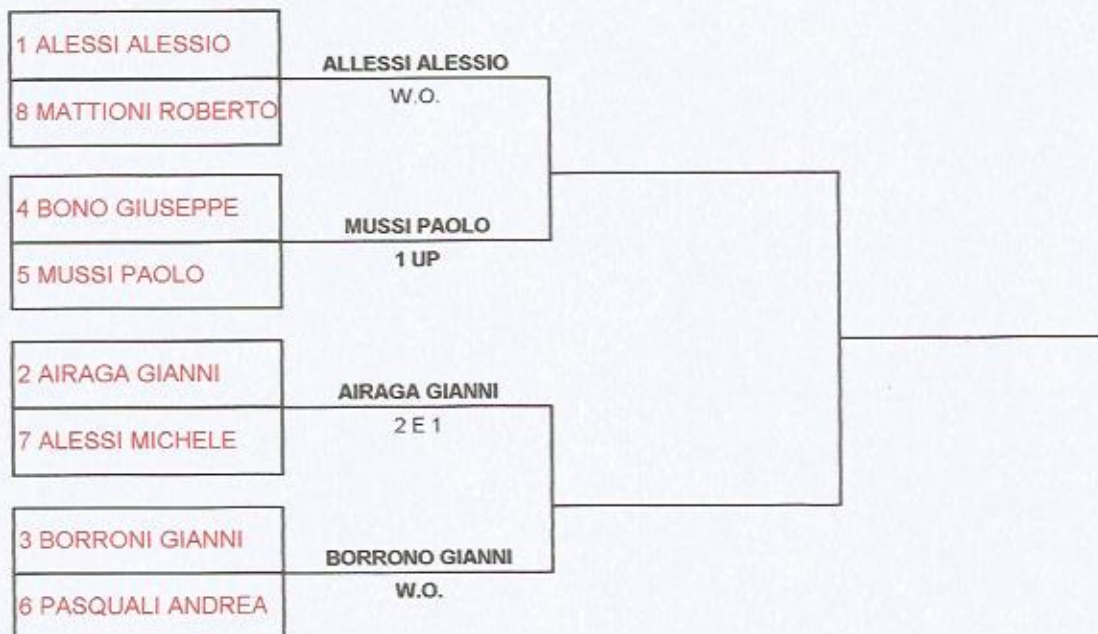 1 ALESSI ALESSIO
8 MATTIONI ROBERTO
ALLESSI ALESSIO
W.O.
4 BONO GIUSEPPE
5 MUSSI PAOLO
MUSSI PAOLO
1 UP
2 AIRAGA GIANNI
7 ALESSI MICHELE
AIRAGA GIANNI
2 E 1
3 BORRONI GIANNI
6 PASQUALI ANDREA
BORRONO GIANNI
W.O.